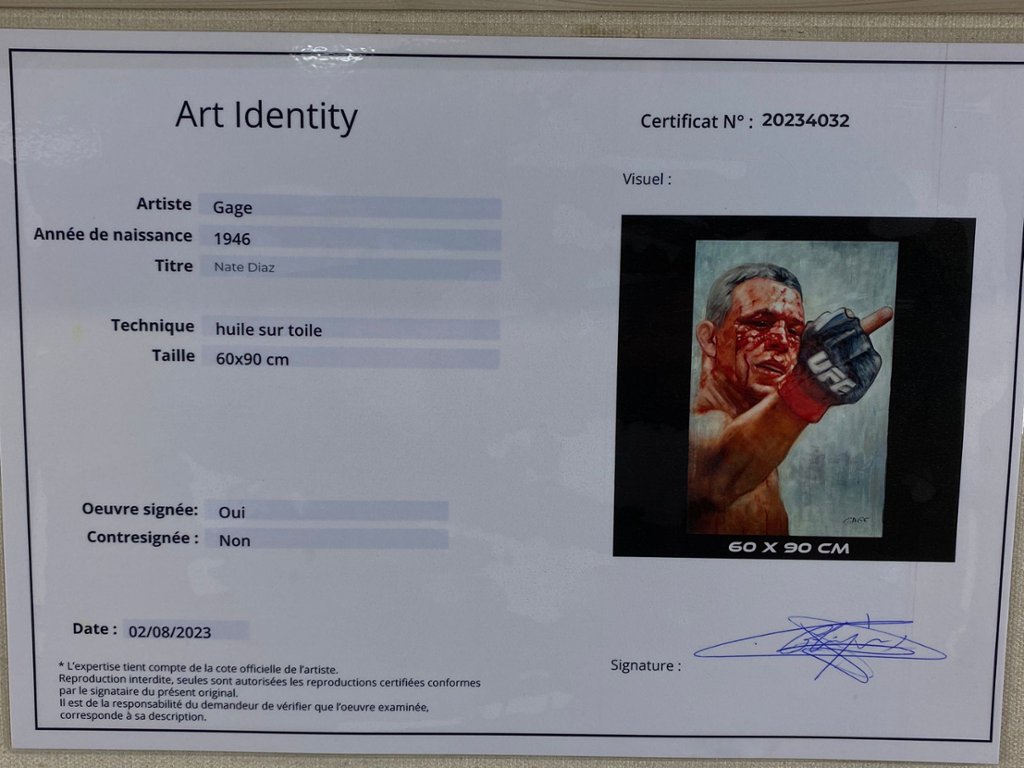 Art Identity
Certificat N° : 20234032
Artiste Gage
Année de naissance 1946
Titre Nate Diaz
Technique huile sur toile
Taille 60x90 cm
Oeuvre signée: Oui
Contresignée : Non
Date : 02/08/2023
* L'expertise tient compte de la cote officielle de l'artiste.
Reproduction interdite, seules sont autorisées les reproductions certifiées conformes
par le signataire du présent original.
Il est de la responsabilité du demandeur de vérifier que l'oeuvre examinée,
corresponde à sa description.
Visuel :
UFC
GAGE
60 X 90 CM
Signature :